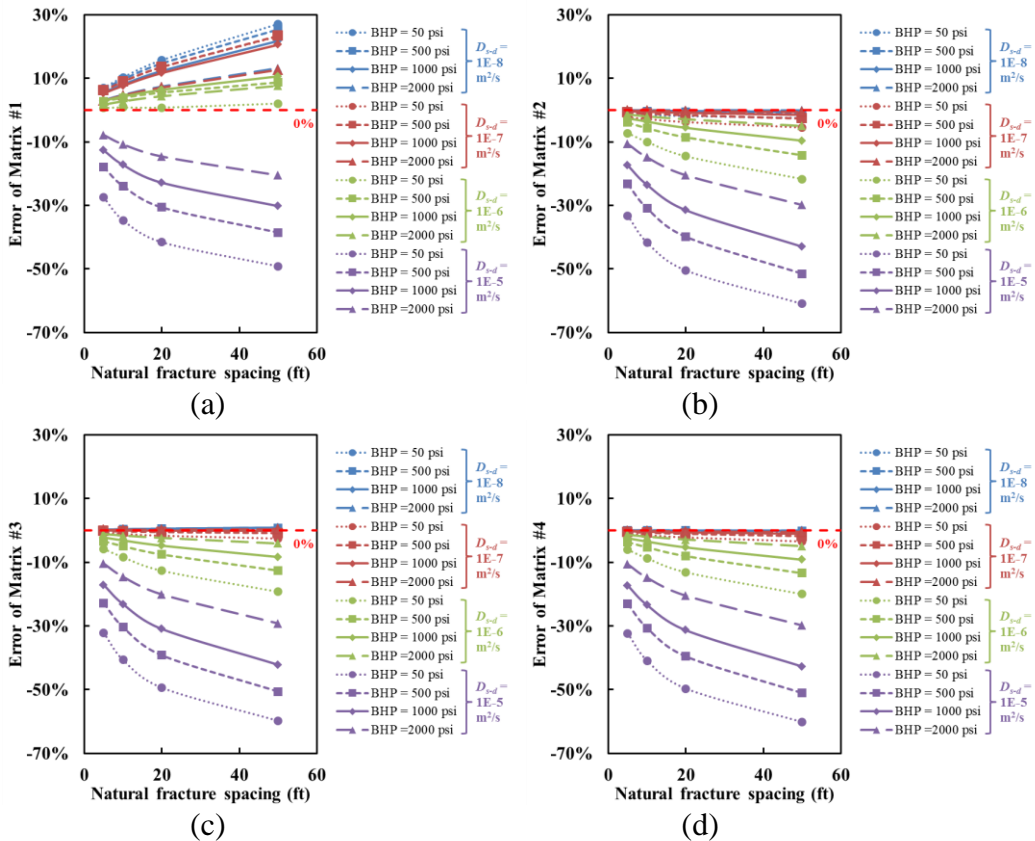 30%
10%
-10%
-30%
-50%
-70%
Error of Matrix #1
0%
0 20 40 60
Natural fracture spacing (ft)
BHP = 50 psi
BHP = 500 psi
BHP = 1000 psi
BHP =2000 psi
D_{s-d} =
1E-8
m²/s
BHP = 50 psi
BHP = 500 psi
BHP = 1000 psi
BHP = 2000 psi
D_{s-d} =
1E-7
m²/s
BHP = 50 psi
BHP = 500 psi
BHP = 1000 psi
BHP =2000 psi
D_{s-d} =
1E-6
m²/s
BHP = 50 psi
BHP = 500 psi
BHP = 1000 psi
BHP =2000 psi
D_{s-d} =
1E-5
m²/s
(a)
30%
10%
-10%
-30%
-50%
-70%
Error of Matrix #2
0%
0 20 40 60
Natural fracture spacing (ft)
BHP = 50 psi
BHP = 500 psi
BHP = 1000 psi
BHP =2000 psi
D_{s-d} =
1E-8
m²/s
BHP = 50 psi
BHP = 500 psi
BHP = 1000 psi
BHP = 2000 psi
D_{s-d} =
1E-7
m²/s
BHP = 50 psi
BHP = 500 psi
BHP = 1000 psi
BHP =2000 psi
D_{s-d} =
1E-6
m²/s
BHP = 50 psi
BHP = 500 psi
BHP = 1000 psi
BHP =2000 psi
D_{s-d} =
1E-5
m²/s
(b)
30%
10%
-10%
-30%
-50%
-70%
Error of Matrix #3
0%
0 20 40 60
Natural fracture spacing (ft)
BHP = 50 psi
BHP = 500 psi
BHP = 1000 psi
BHP =2000 psi
D_{s-d} =
1E-8
m²/s
BHP = 50 psi
BHP = 500 psi
BHP = 1000 psi
BHP = 2000 psi
D_{s-d} =
1E-7
m²/s
BHP = 50 psi
BHP = 500 psi
BHP = 1000 psi
BHP =2000 psi
D_{s-d} =
1E-6
m²/s
BHP = 50 psi
BHP = 500 psi
BHP = 1000 psi
BHP =2000 psi
D_{s-d} =
1E-5
m²/s
(c)
30%
10%
-10%
-30%
-50%
-70%
Error of Matrix #4
0%
0 20 40 60
Natural fracture spacing (ft)
BHP = 50 psi
BHP = 500 psi
BHP = 1000 psi
BHP =2000 psi
D_{s-d} =
1E-8
m²/s
BHP = 50 psi
BHP = 500 psi
BHP = 1000 psi
BHP = 2000 psi
D_{s-d} =
1E-7
m²/s
BHP = 50 psi
BHP = 500 psi
BHP = 1000 psi
BHP =2000 psi
D_{s-d} =
1E-6
m²/s
BHP = 50 psi
BHP = 500 psi
BHP = 1000 psi
BHP =2000 psi
D_{s-d} =
1E-5
m²/s
(d)